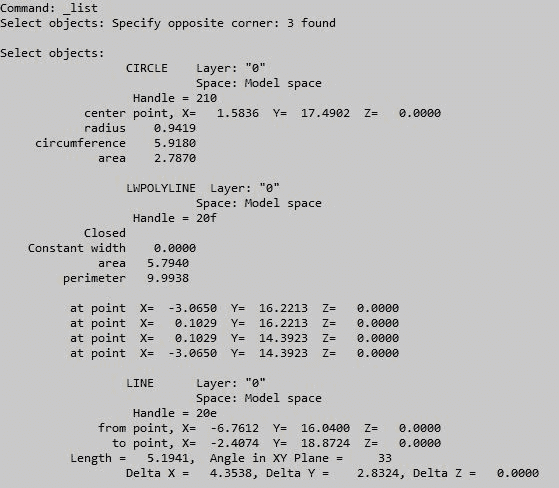 Command: _list
Select objects: Specify opposite corner: 3 found
Select objects:
CIRCLE Layer: "0"
Space: Model space
Handle = 210
center point, X= 1.5836 Y= 17.4902 Z= 0.0000
radius 0.9419
circumference 5.9180
area 2.7870
LWPOLYLINE Layer: "0"
Space: Model space
Handle = 20f
Closed
Constant width 0.0000
area 5.7940
perimeter 9.9938
at point X= -3.0650 Y= 16.2213 Z= 0.0000
at point X= 0.1029 Y= 16.2213 Z= 0.0000
at point X= 0.1029 Y= 14.3923 Z= 0.0000
at point X= -3.0650 Y= 14.3923 Z= 0.0000
LINE Layer: "0"
Space: Model space
Handle = 20e
from point, X= -6.7612 Y= 16.0400 Z= 0.0000
to point, X= -2.4074 Y= 18.8724 Z= 0.0000
Length = 5.1941, Angle in XY Plane = 33
Delta X = 4.3538, Delta Y = 2.8324, Delta Z = 0.0000